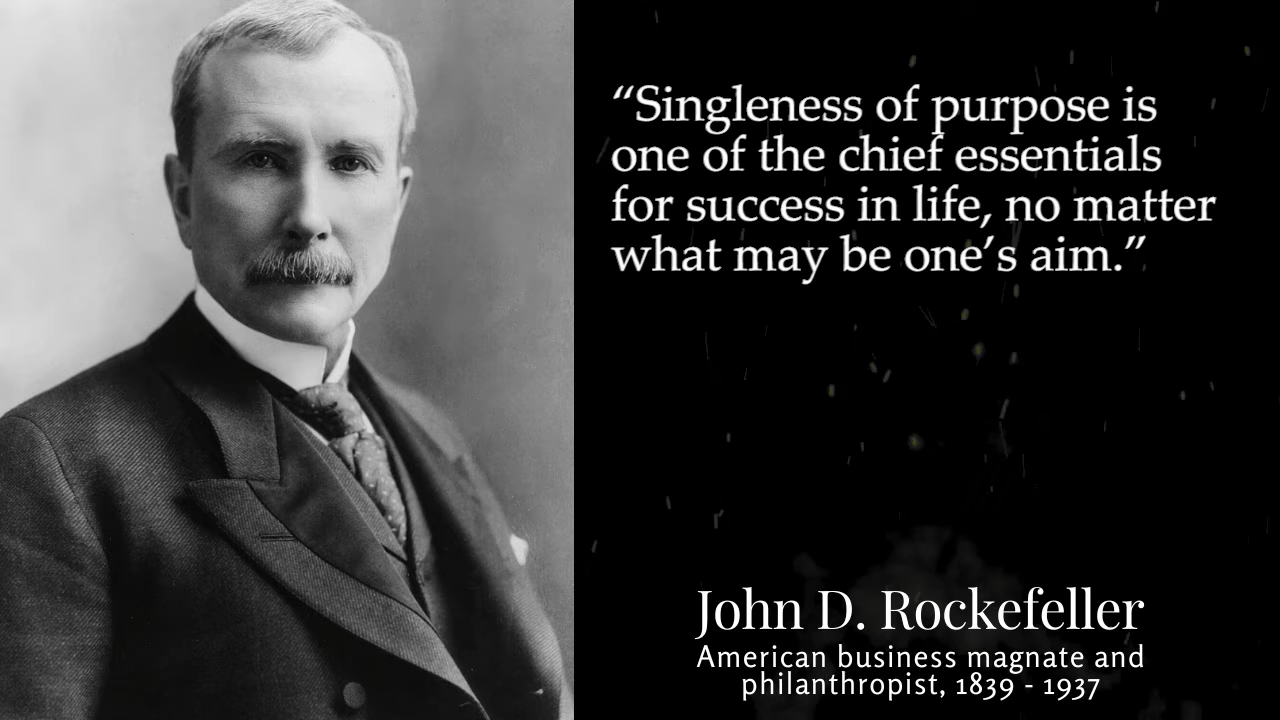 “Singleness of purpose is
one of the chief essentials
for success in life, no matter
what may be one’s aim.”
John D. Rockefeller
American business magnate and
philanthropist, 1839 - 1937